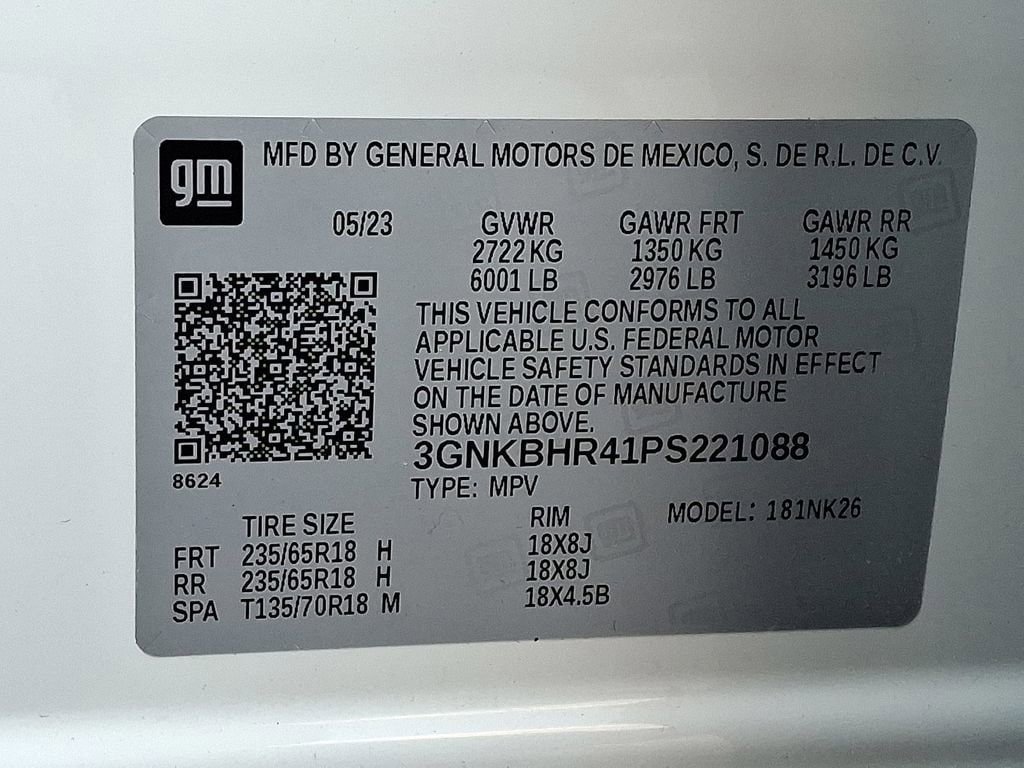 gm
MFD BY GENERAL MOTORS DE MEXICO, S. DE R.L. DE C.V.
05/23 GVWR GAWR FRT GAWR RR
2722 KG 1350 KG 1450 KG
6001 LB 2976 LB 3196 LB
THIS VEHICLE CONFORMS TO ALL
APPLICABLE U.S. FEDERAL MOTOR
VEHICLE SAFETY STANDARDS IN EFFECT
ON THE DATE OF MANUFACTURE
SHOWN ABOVE.
3GNKBHR41PS221088
8624
TYPE: MPV
MODEL: 181NK26
TIRE SIZE RIM
FRT 235/65R18 H 18X8J
RR 235/65R18 H 18X8J
SPA T135/70R18 M 18X4.5B